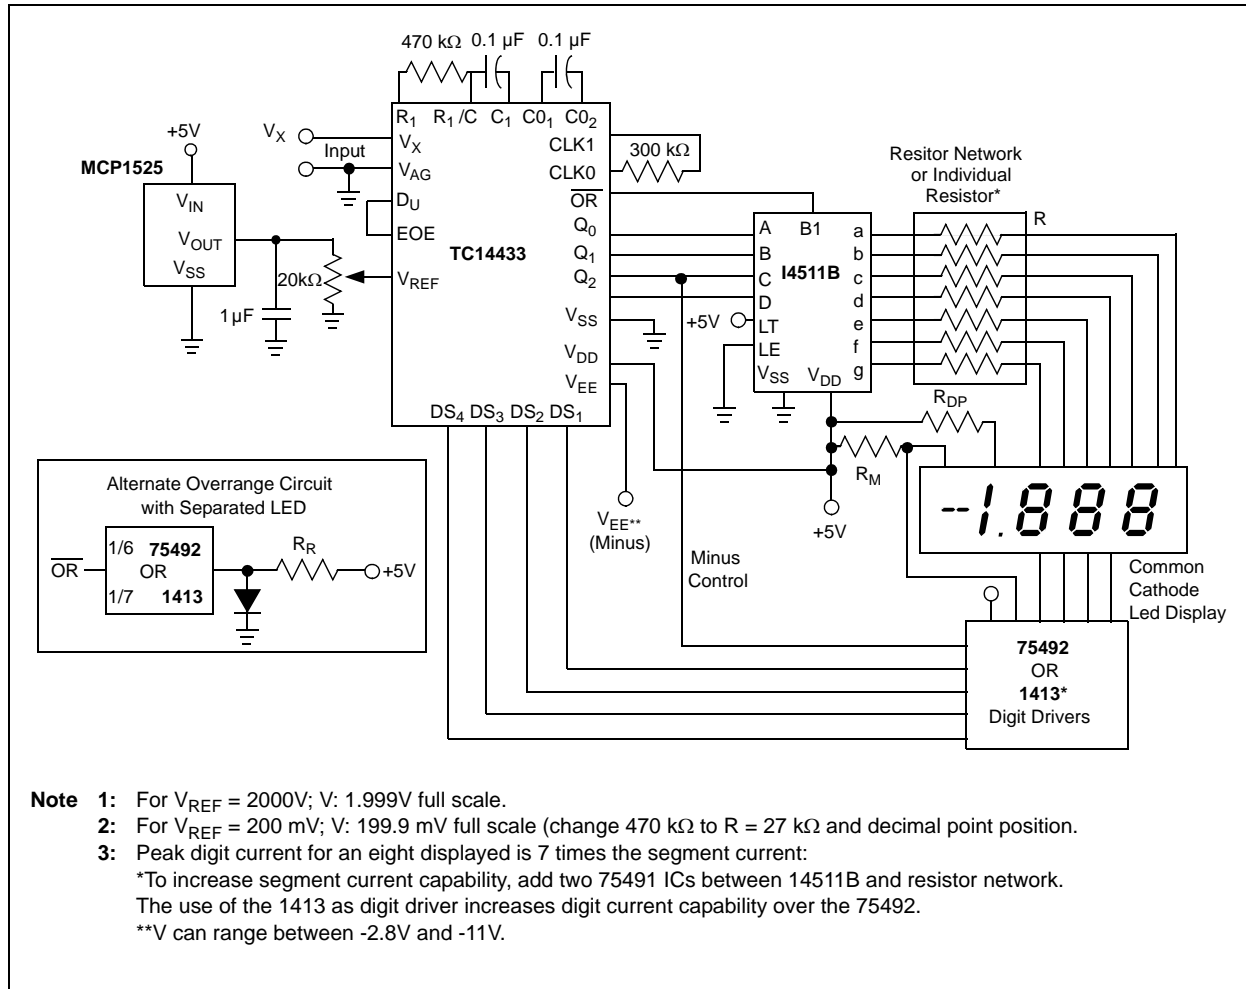 470 kΩ 0.1 µF 0.1 µF
R1 R1 /C C1 C01 C02
VX
VX
Input
VAG
DU
EOE
VREF
TC14433
CLK1
CLK0
300 kΩ
OR
Q0
Q1
Q2
VSS
VDD
VEE
DS4 DS3 DS2 DS1
+5V
MCP1525
VIN
VOUT
VSS
20kΩ
1 µF
A B1 a
B b
C I4511B c
D d
+5V
LT e
LE f
VSS VDD g
Resitor Network
or Individual
Resistor*
R
RDP
RM
+5V
VEE**
(Minus)
Minus
Control
--1.888
Common
Cathode
Led Display
75492
OR
1413*
Digit Drivers
Alternate Overrange Circuit
with Separated LED
OR
1/6 75492
OR
1/7 1413
RR
+5V
Note 1: For VREF = 2000V; V: 1.999V full scale.
2: For VREF = 200 mV; V: 199.9 mV full scale (change 470 kΩ to R = 27 kΩ and decimal point position.
3: Peak digit current for an eight displayed is 7 times the segment current:
*To increase segment current capability, add two 75491 ICs between 14511B and resistor network.
The use of the 1413 as digit driver increases digit current capability over the 75492.
**V can range between -2.8V and -11V.